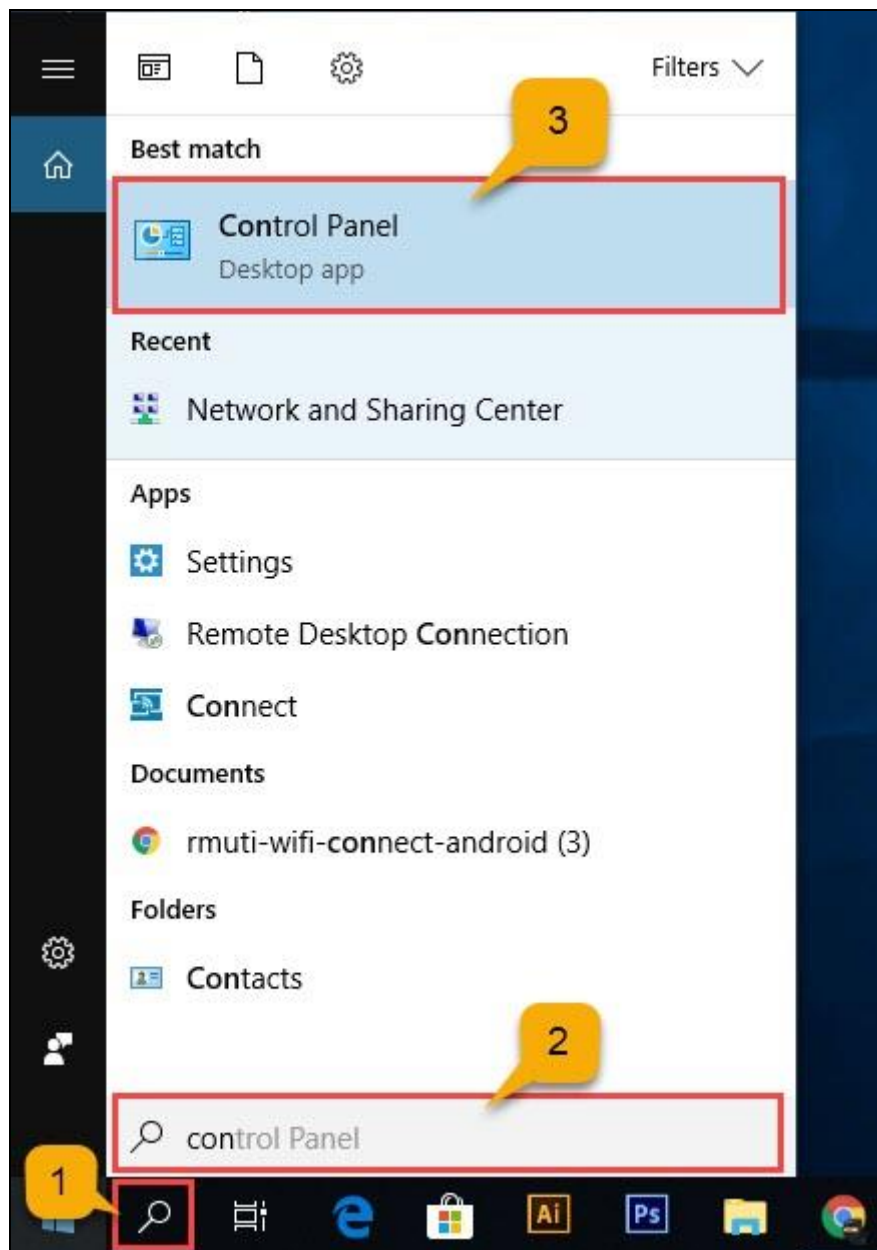 Filters
3
Best match
Control Panel
Desktop app
Recent
Network and Sharing Center
Apps
Settings
Remote Desktop Connection
Connect
Documents
rmuti-wifi-connect-android (3)
Folders
Contacts
2
control Panel
1
Ai
Ps